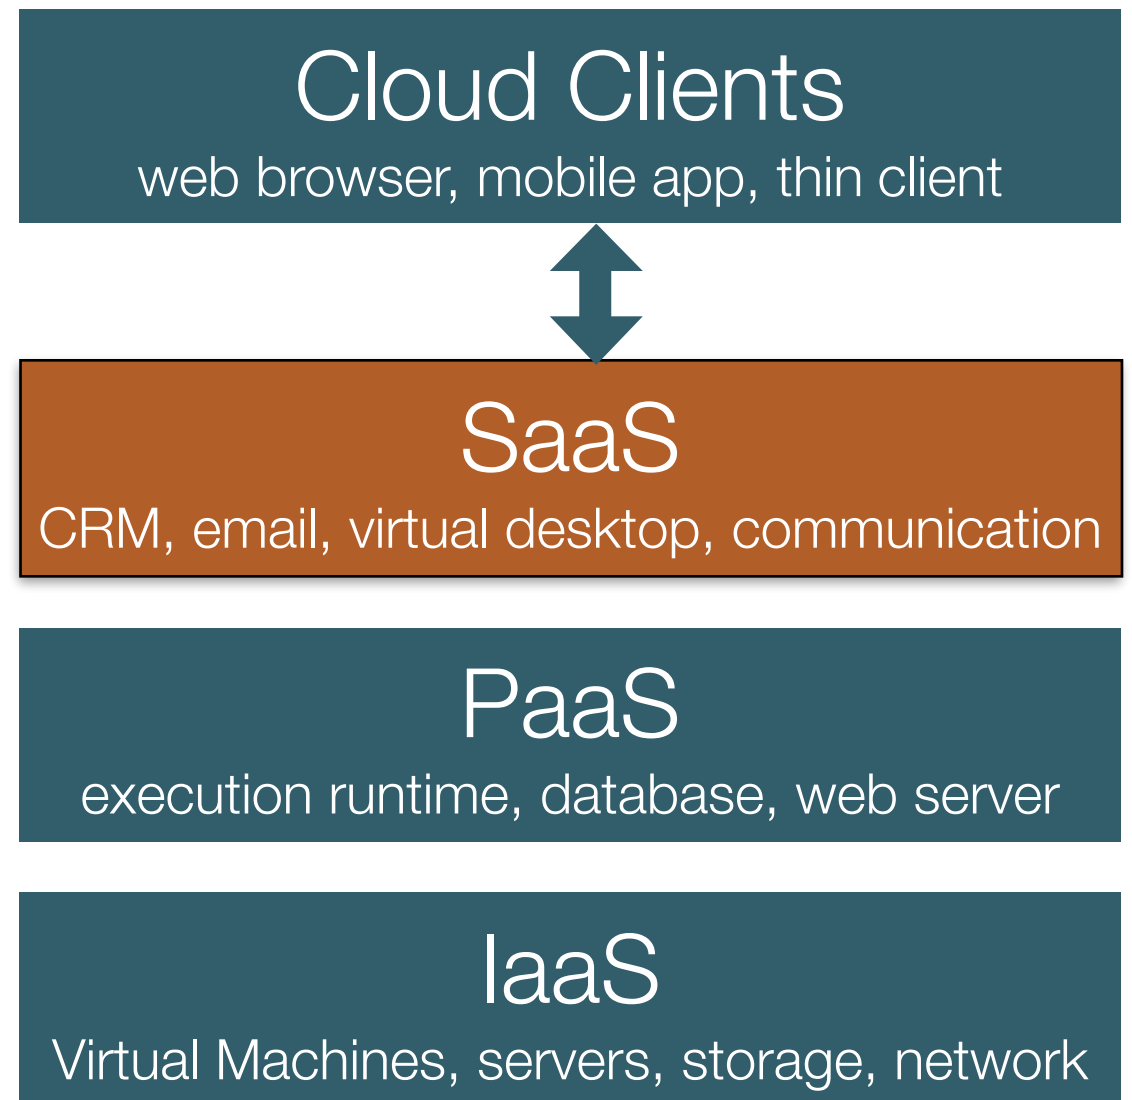 Cloud Clients
web browser, mobile app, thin client
SaaS
CRM, email, virtual desktop, communication
PaaS
execution runtime, database, web server
IaaS
Virtual Machines, servers, storage, network